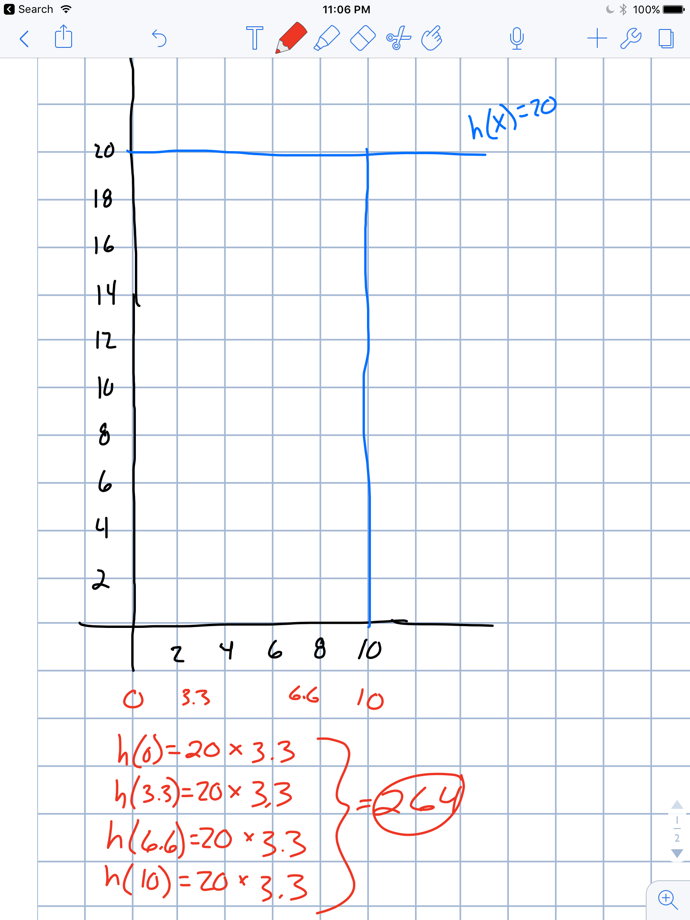 Search 11:06 PM 100%
T
h(x)=20
20
18
16
14
12
10
8
6
4
2
2 4 6 8 10
0 3.3 6.6 10
h(0)=20 × 3.3
h(3.3)=20 × 3.3
h(6.6)=20 × 3.3
h(10)=20 × 3.3
=264
1
2